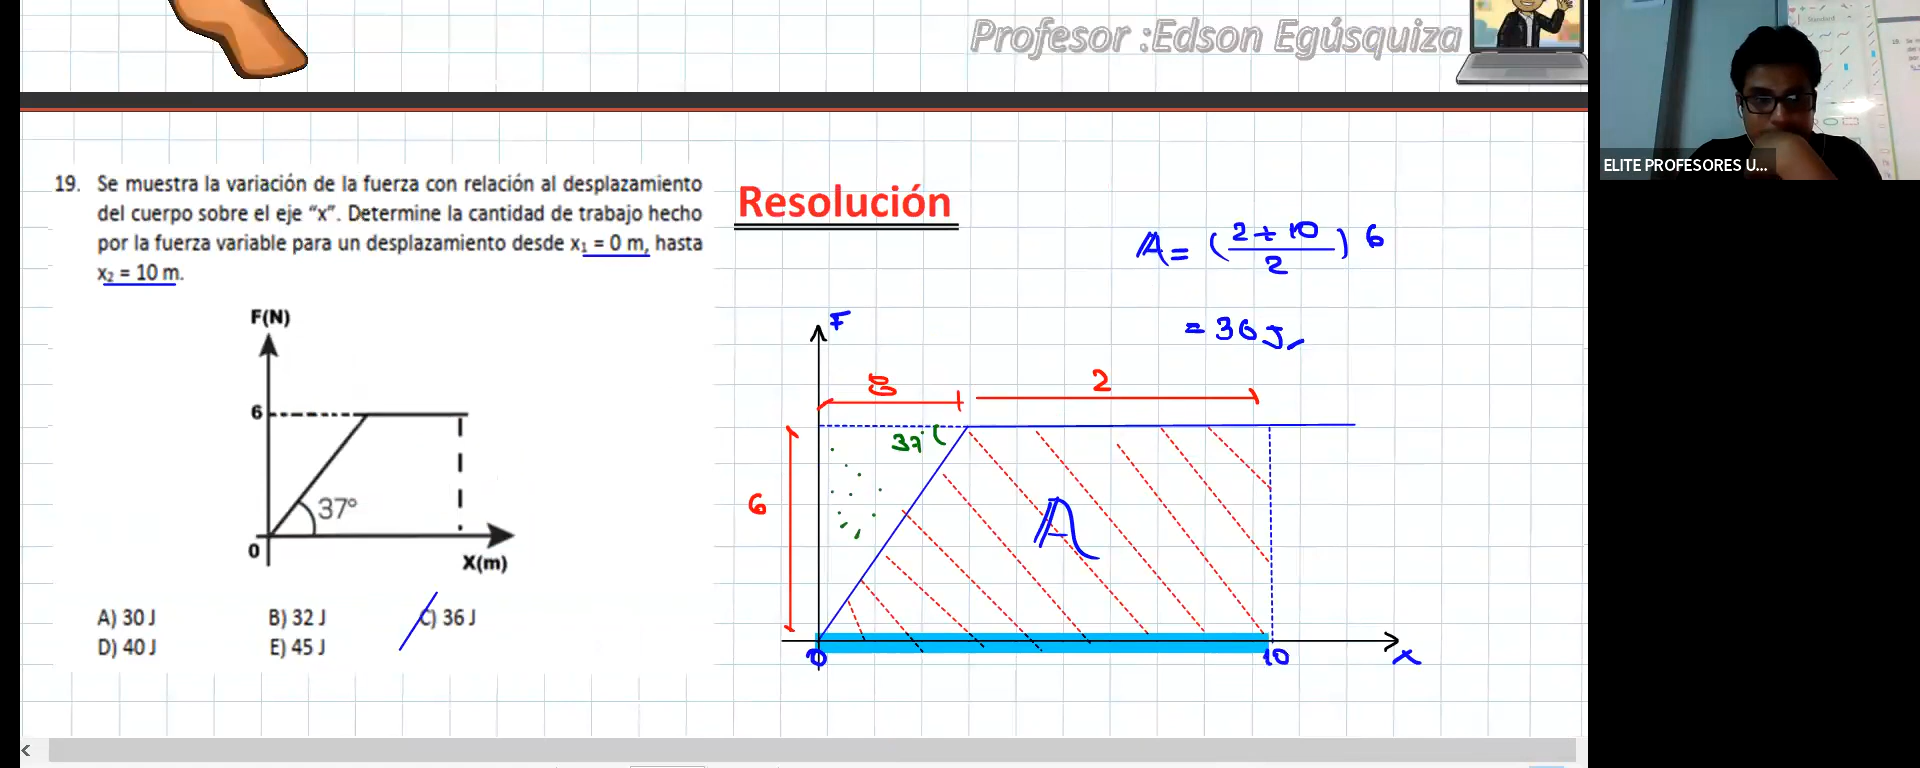 Profesor :Edson Egúsquiza
ELITE PROFESORES U...
19. Se muestra la variación de la fuerza con relación al desplazamiento
del cuerpo sobre el eje “x”. Determine la cantidad de trabajo hecho
por la fuerza variable para un desplazamiento desde x₁ = 0 m, hasta
x₂ = 10 m.
F(N)
6
37°
0
X(m)
A) 30 J B) 32 J C) 36 J
D) 40 J E) 45 J
Resolución
A = (2+10/2) 6
= 36 J
F
8 2
37°
6
A
0 10 x